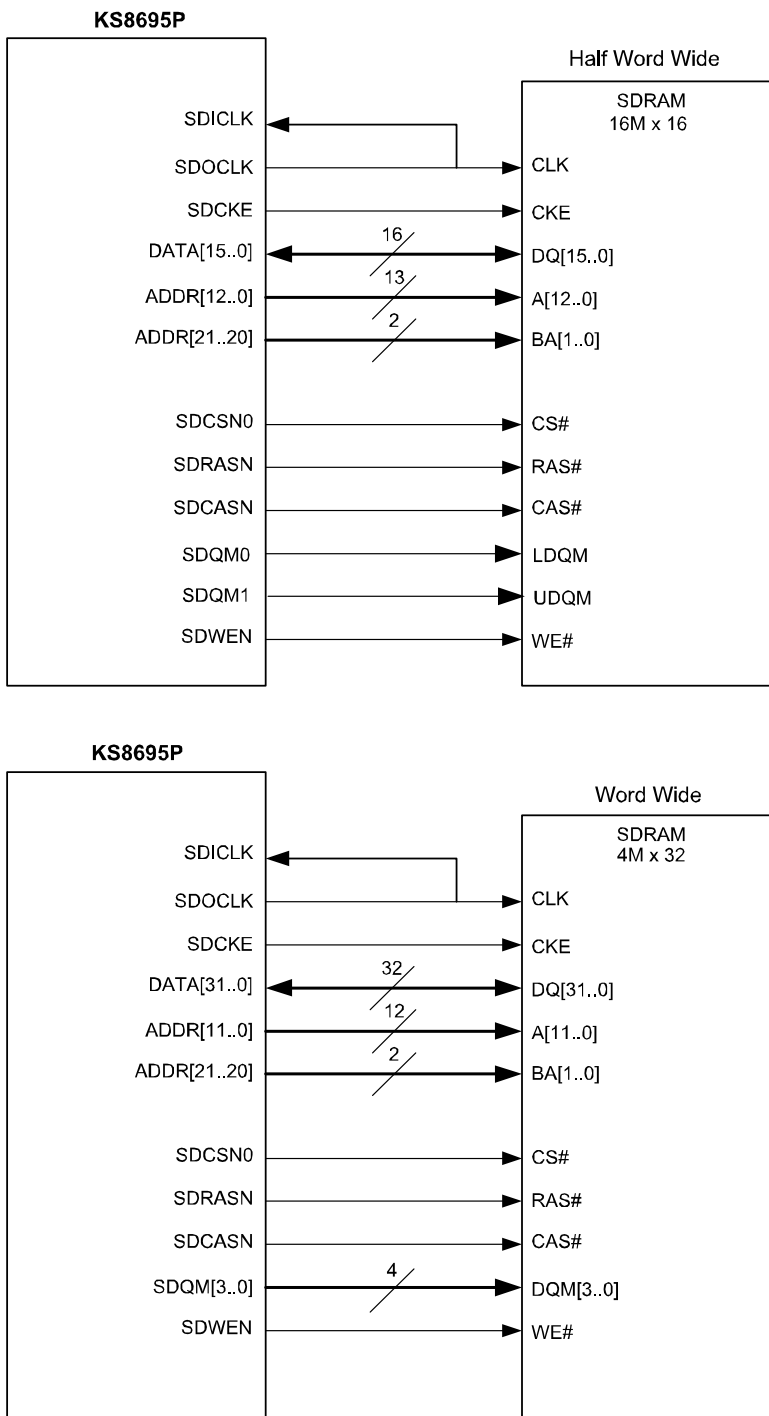 KS8695P
Half Word Wide
SDRAM
16M x 16
SDICLK
SDOCLK CLK
SDCKE CKE
DATA[15..0] 16 DQ[15..0]
ADDR[12..0] 13 A[12..0]
ADDR[21..20] 2 BA[1..0]
SDCSN0 CS#
SDRASN RAS#
SDCASN CAS#
SDQM0 LDQM
SDQM1 UDQM
SDWEN WE#
KS8695P
Word Wide
SDRAM
4M x 32
SDICLK
SDOCLK CLK
SDCKE CKE
DATA[31..0] 32 DQ[31..0]
ADDR[11..0] 12 A[11..0]
ADDR[21..20] 2 BA[1..0]
SDCSN0 CS#
SDRASN RAS#
SDCASN CAS#
SDQM[3..0] 4 DQM[3..0]
SDWEN WE#